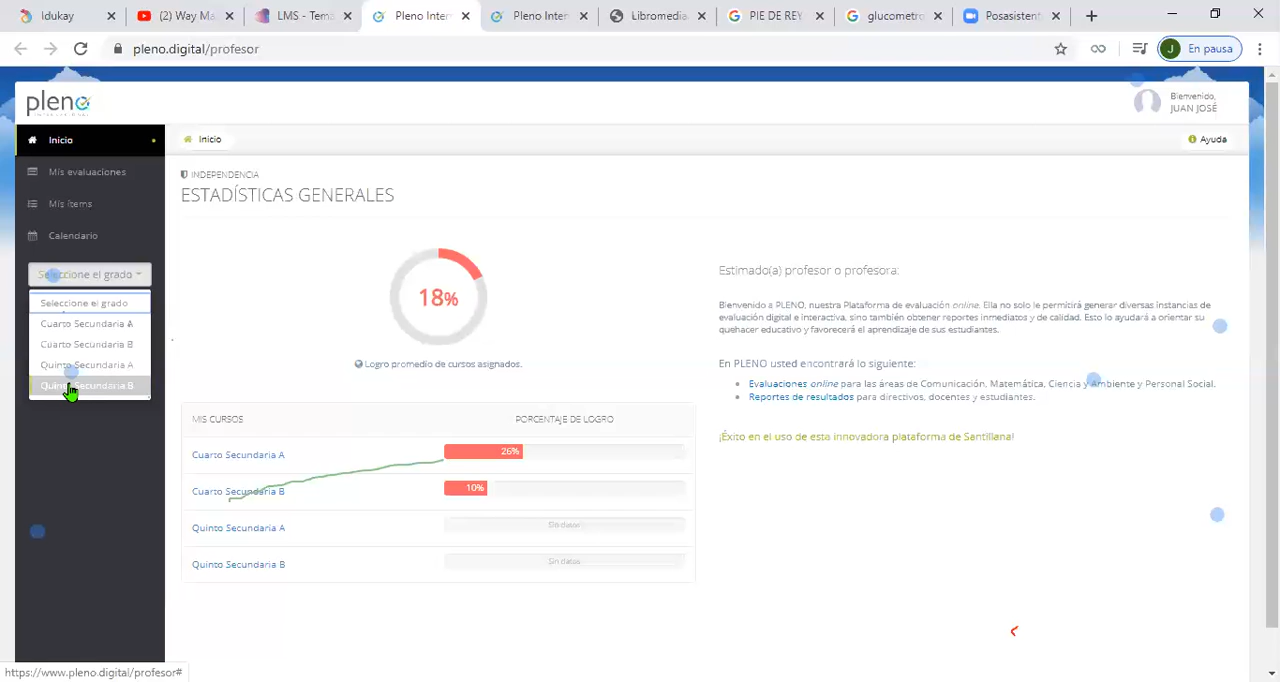 Idukay
(2) Way Ma
LMS - Tema
Pleno Inter
Pleno Inter
Libromedia
PIE DE REY
glucometro
Posasistent
pleno.digital/profesor
J
En pausa
pleno
Bienvenido,
JUAN JOSÉ
Inicio
Inicio
Ayuda
Mis evaluaciones
Mis ítems
Calendario
Seleccione el grado
Seleccione el grado
Cuarto Secundaria A
Cuarto Secundaria B
Quinto Secundaria A
Quinto Secundaria B
INDEPENDENCIA
ESTADÍSTICAS GENERALES
18%
Logro promedio de cursos asignados.
MIS CURSOS
PORCENTAJE DE LOGRO
Cuarto Secundaria A
26%
Cuarto Secundaria B
10%
Quinto Secundaria A
Sin datos
Quinto Secundaria B
Sin datos
Estimado(a) profesor o profesora:
Bienvenido a PLENO, nuestra Plataforma de evaluación online. Ella no solo le permitirá generar diversas instancias de
evaluación digital e interactiva, sino también obtener reportes inmediatos y de calidad. Esto lo ayudará a orientar su
quehacer educativo y favorecerá el aprendizaje de sus estudiantes.
En PLENO usted encontrará lo siguiente:
Evaluaciones online para las áreas de Comunicación, Matemática, Ciencia y Ambiente y Personal Social.
Reportes de resultados para directivos, docentes y estudiantes.
¡Éxito en el uso de esta innovadora plataforma de Santillana!
https://www.pleno.digital/profesor#